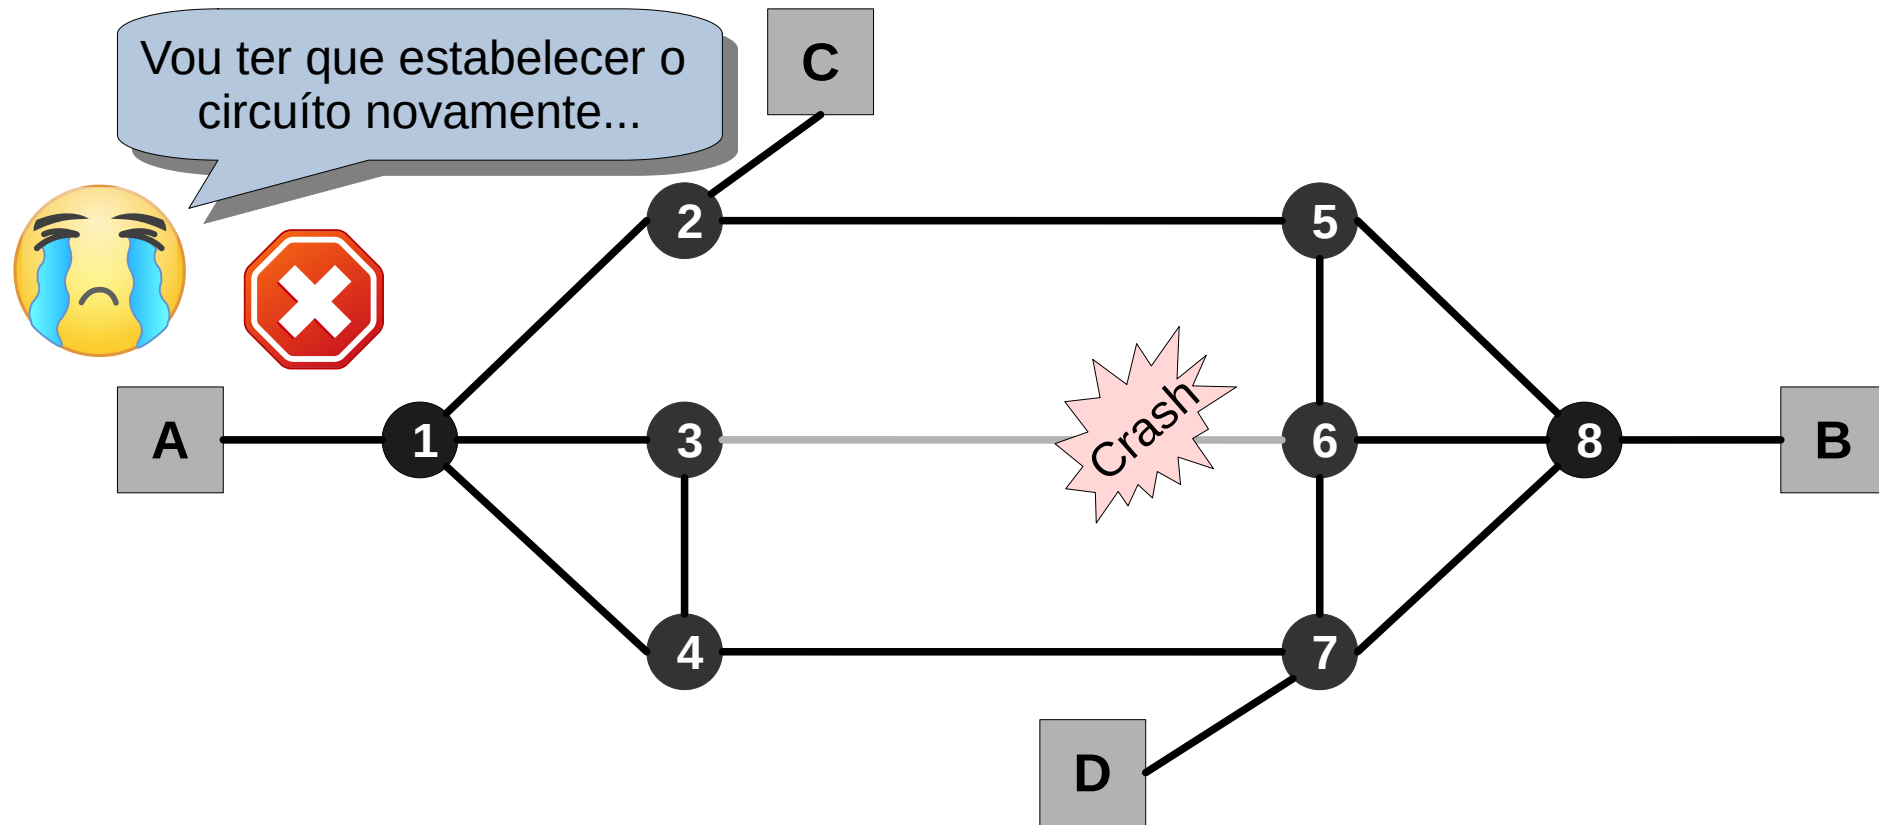 Vou ter que estabelecer o
circuíto novamente...
C
2
5
Crash
A
1
3
6
8
B
4
7
D